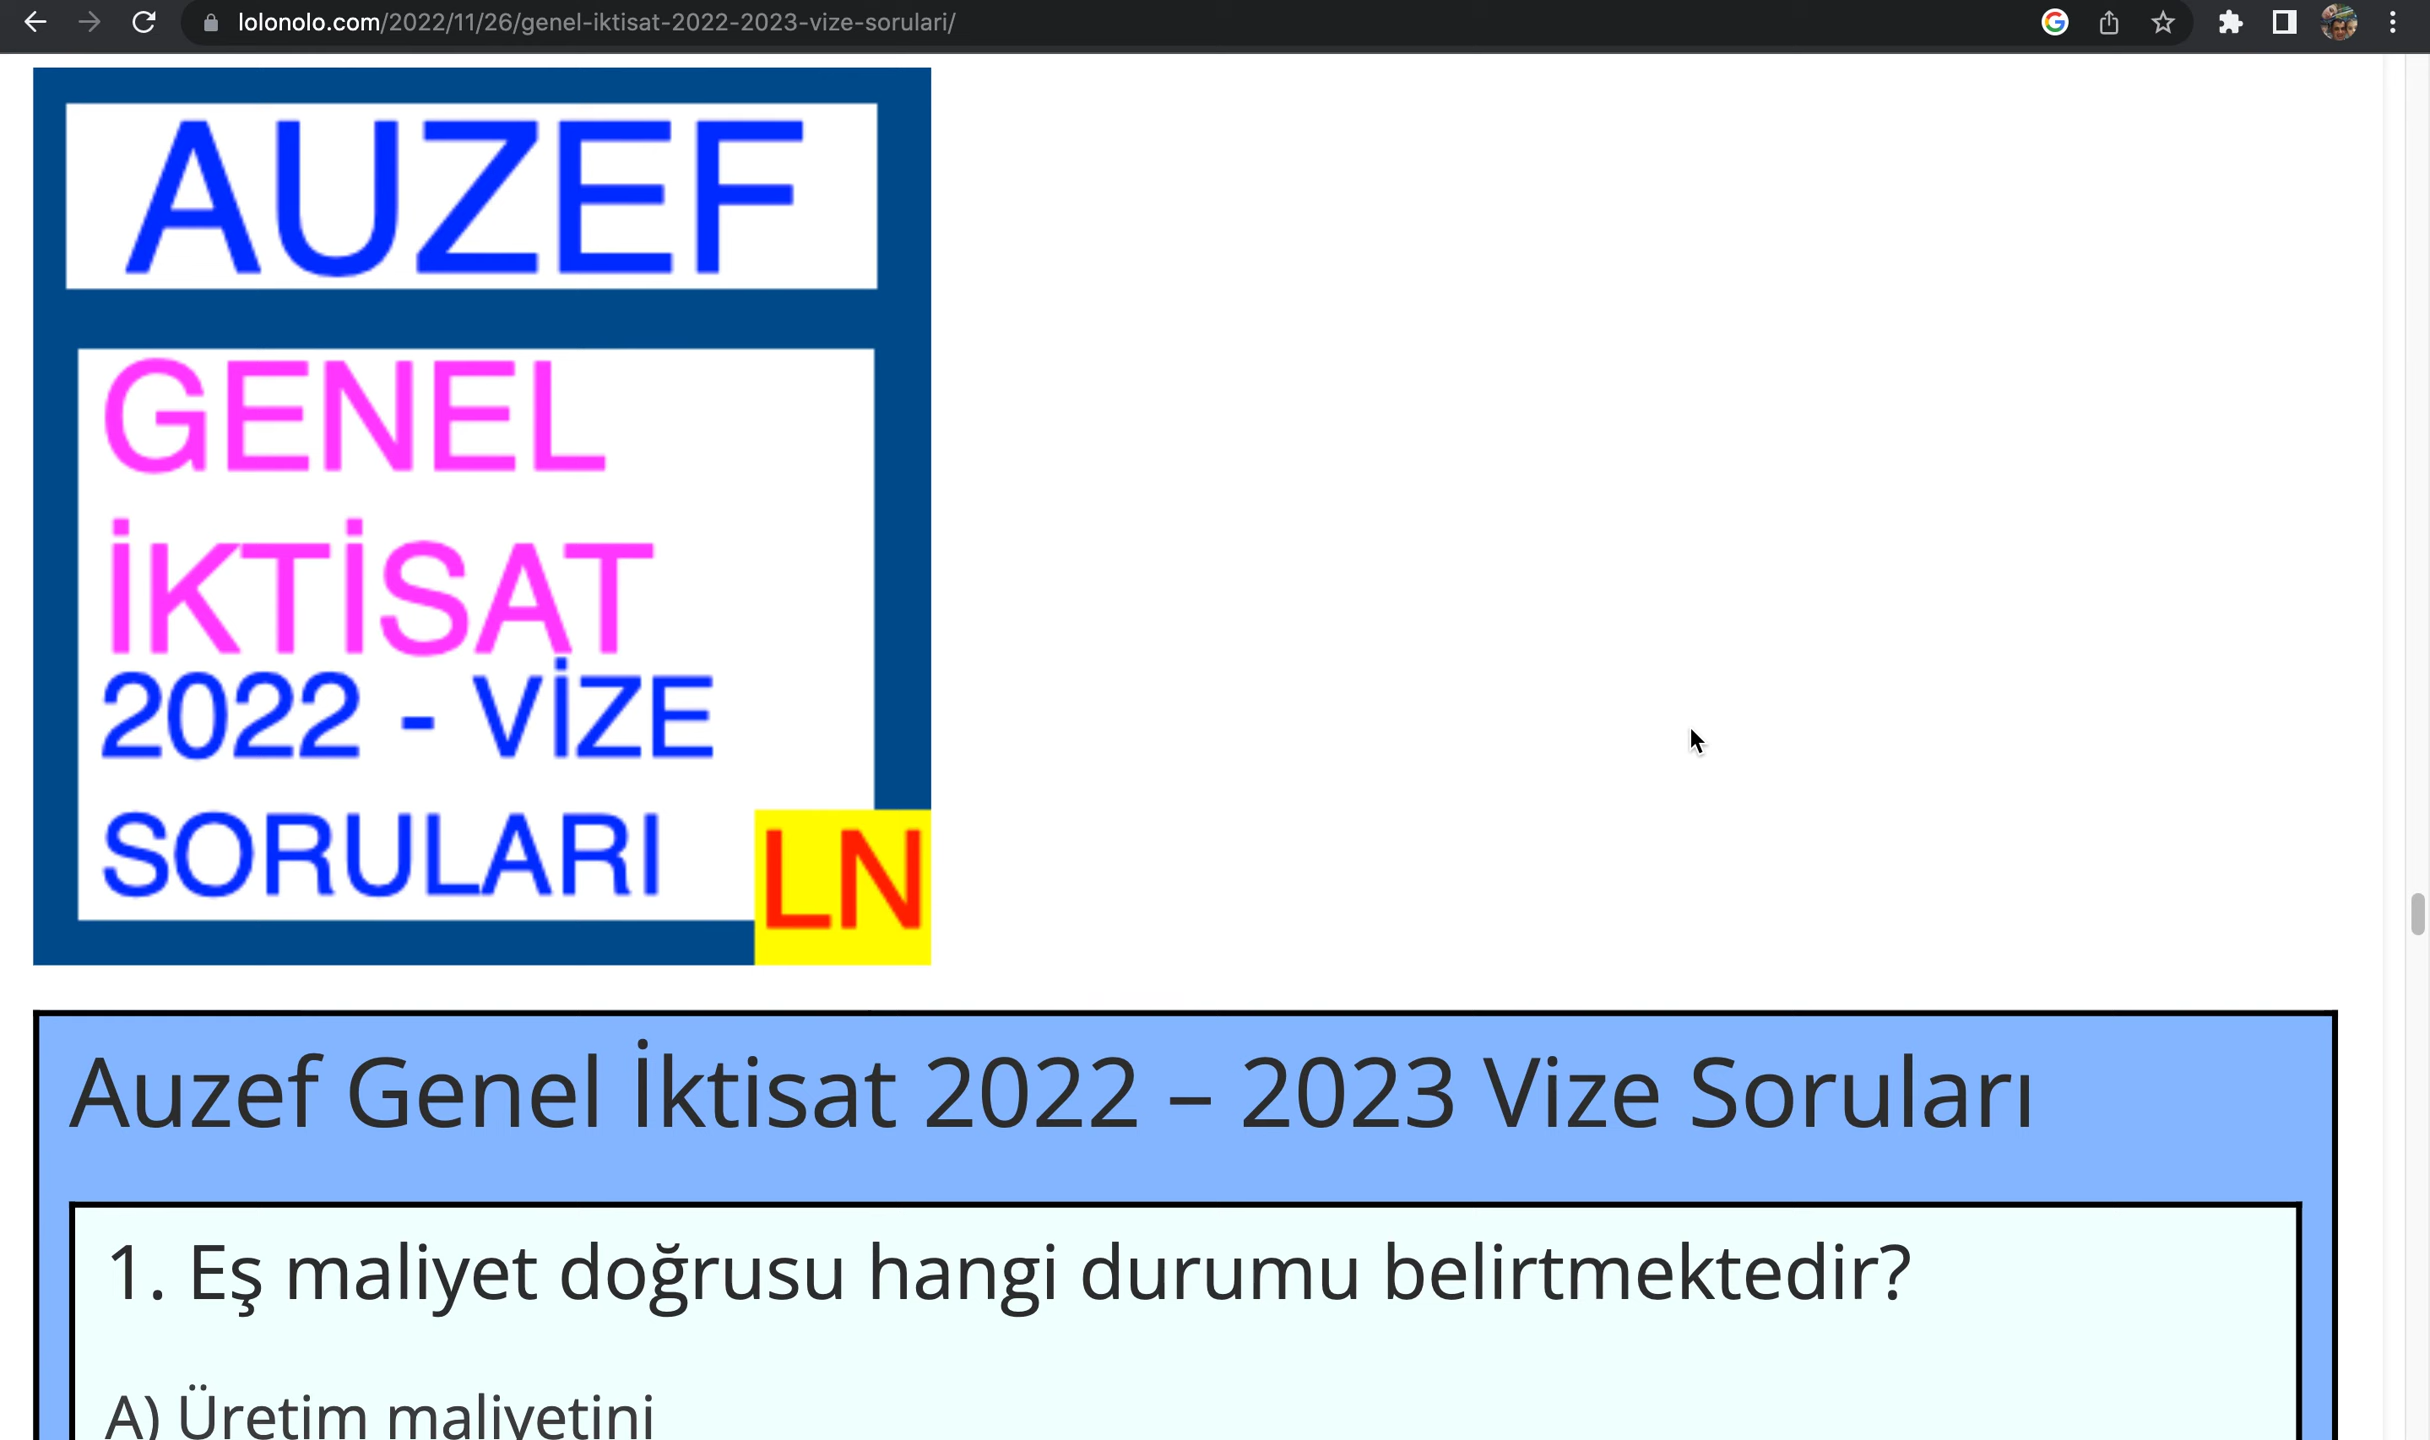 lolonolo.com/2022/11/26/genel-iktisat-2022-2023-vize-sorulari/
AUZEF
GENEL
İKTİSAT
2022 - VİZE
SORULARI
LN
Auzef Genel İktisat 2022 – 2023 Vize Soruları
1. Eş maliyet doğrusu hangi durumu belirtmektedir?
A) Üretim maliyetini